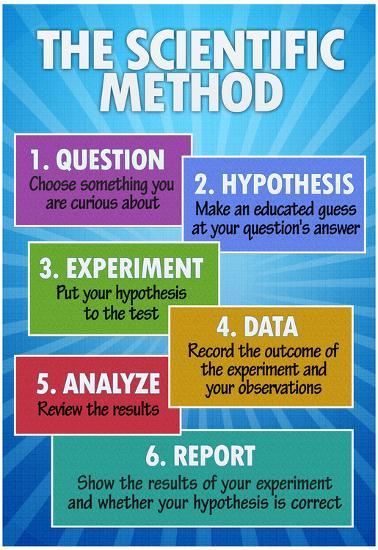 THE SCIENTIFIC
METHOD
1. QUESTION
Choose something you
are curious about
2. HYPOTHESIS
Make an educated guess
at your question's answer
3. EXPERIMENT
Put your hypothesis
to the test
4. DATA
Record the outcome of
the experiment and
your observations
5. ANALYZE
Review the results
6. REPORT
Show the results of your experiment
and whether your hypothesis is correct